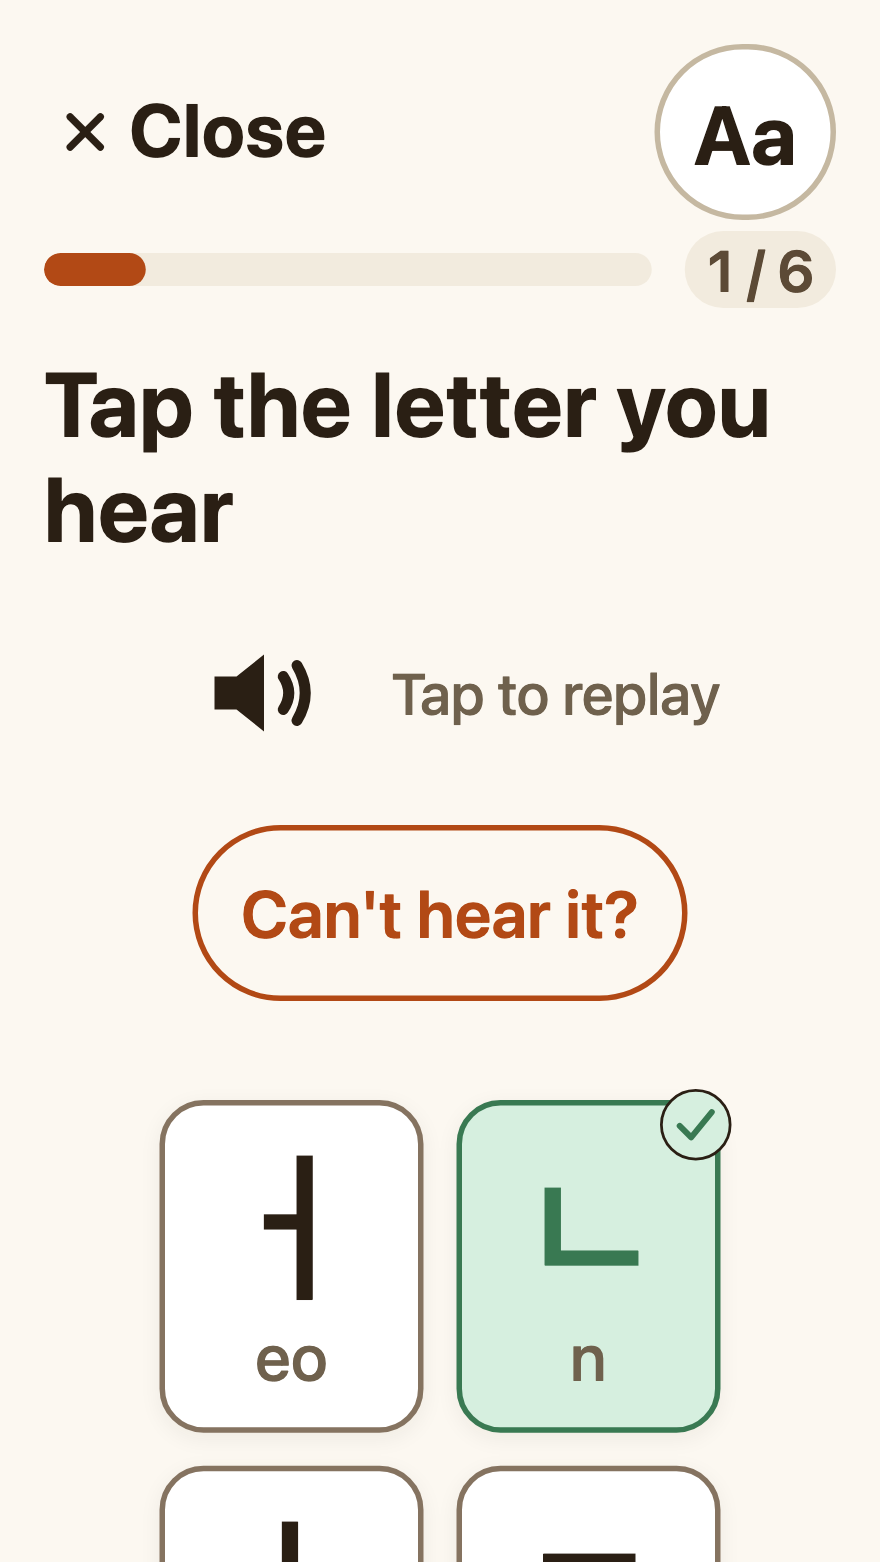 Close
Aa
1 / 6
Tap the letter you
hear
Tap to replay
Can't hear it?
ㅓ ㄴ
eo n